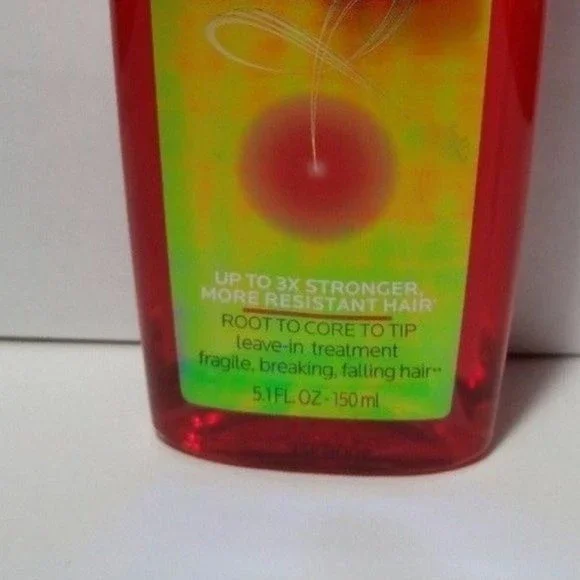 UP TO 3X STRONGER,
MORE RESISTANT HAIR*
ROOT TO CORE TO TIP
leave-in treatment
fragile, breaking, falling hair**
5.1 FL. OZ - 150 ml